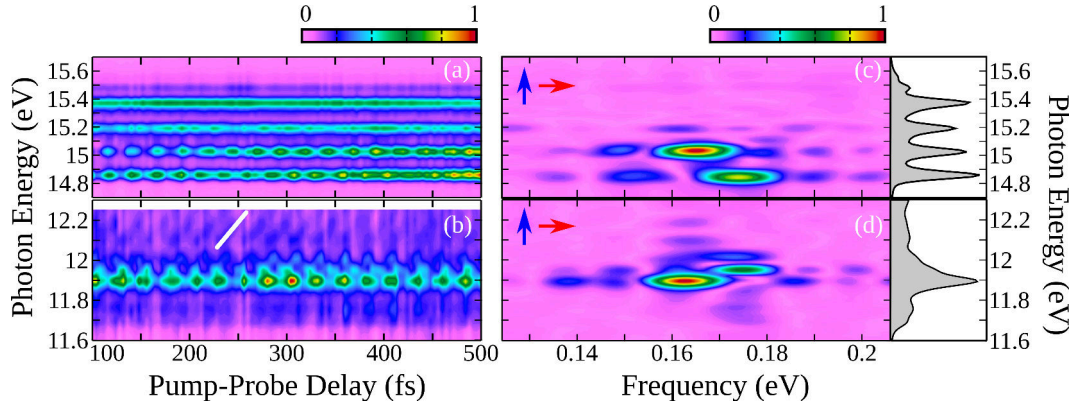 0 1 0 1
15.6 (a) (c) 15.6
15.4 15.4
15.2 15.2
15 15
14.8 14.8
Photon Energy (eV)
Photon Energy (eV)
12.2 (b) (d) 12.2
12 12
11.8 11.8
11.6 11.6
100 200 300 400 500 0.14 0.16 0.18 0.2
Pump-Probe Delay (fs) Frequency (eV)